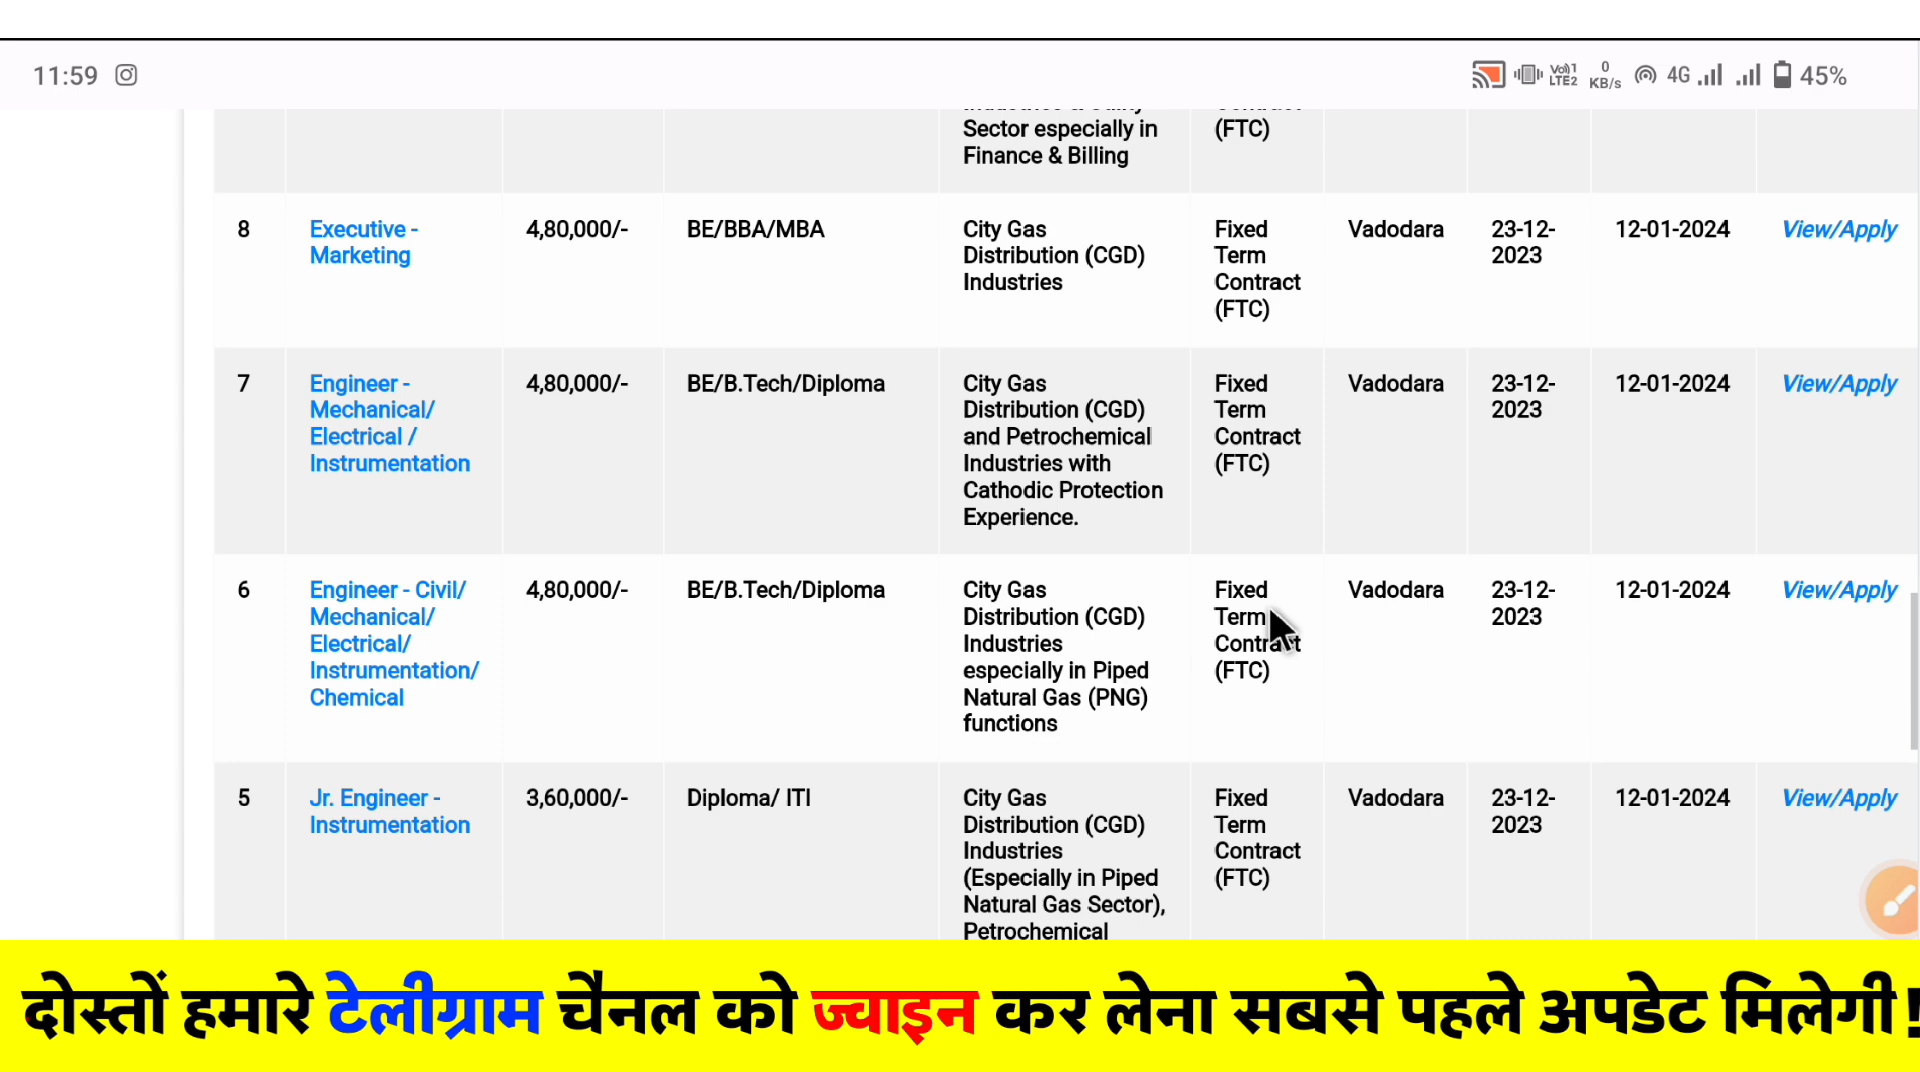 11:59 Vo)) 1 LTE2 0 KB/s 4G 45%
Sector especially in (FTC)
Finance & Billing
8 Executive - 4,80,000/- BE/BBA/MBA City Gas Fixed Vadodara 23-12- 12-01-2024 View/Apply
Marketing Distribution (CGD) Term 2023
Industries Contract
(FTC)
7 Engineer - 4,80,000/- BE/B.Tech/Diploma City Gas Fixed Vadodara 23-12- 12-01-2024 View/Apply
Mechanical/ Distribution (CGD) Term 2023
Electrical / and Petrochemical Contract
Instrumentation Industries with (FTC)
Cathodic Protection
Experience.
6 Engineer - Civil/ 4,80,000/- BE/B.Tech/Diploma City Gas Fixed Vadodara 23-12- 12-01-2024 View/Apply
Mechanical/ Distribution (CGD) Term 2023
Electrical/ Industries Contract
Instrumentation/ especially in Piped (FTC)
Chemical Natural Gas (PNG)
functions
5 Jr. Engineer - 3,60,000/- Diploma/ ITI City Gas Fixed Vadodara 23-12- 12-01-2024 View/Apply
Instrumentation Distribution (CGD) Term 2023
Industries Contract
(Especially in Piped (FTC)
Natural Gas Sector),
Petrochemical
दोस्तों हमारे टेलीग्राम चैनल को ज्वाइन कर लेना सबसे पहले अपडेट मिलेगी!